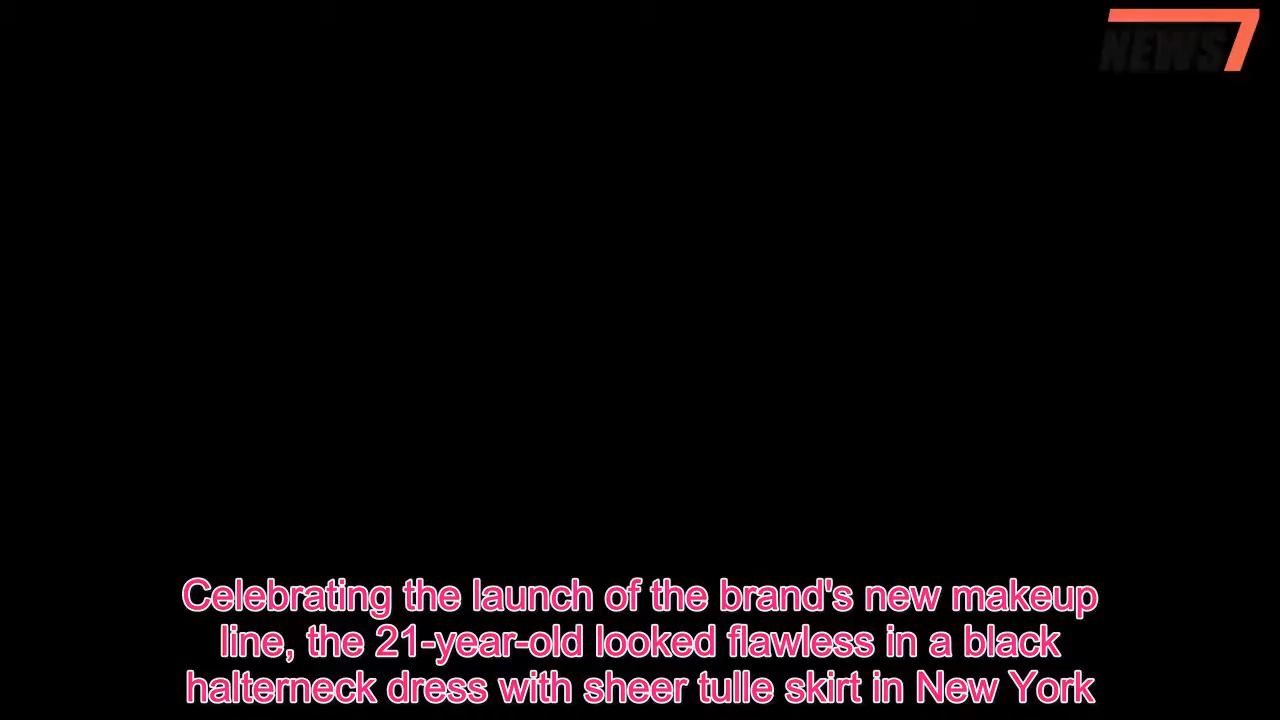 NEWS7
Celebrating the launch of the brand's new makeup
line, the 21-year-old looked flawless in a black
halterneck dress with sheer tulle skirt in New York